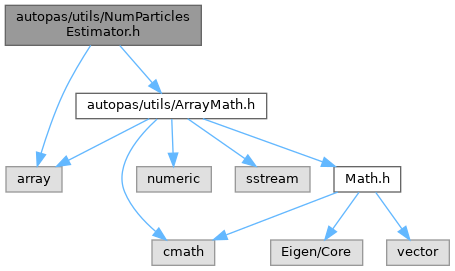 autopas/utils/NumParticles
Estimator.h
autopas/utils/ArrayMath.h
array
numeric
sstream
Math.h
cmath
Eigen/Core
vector